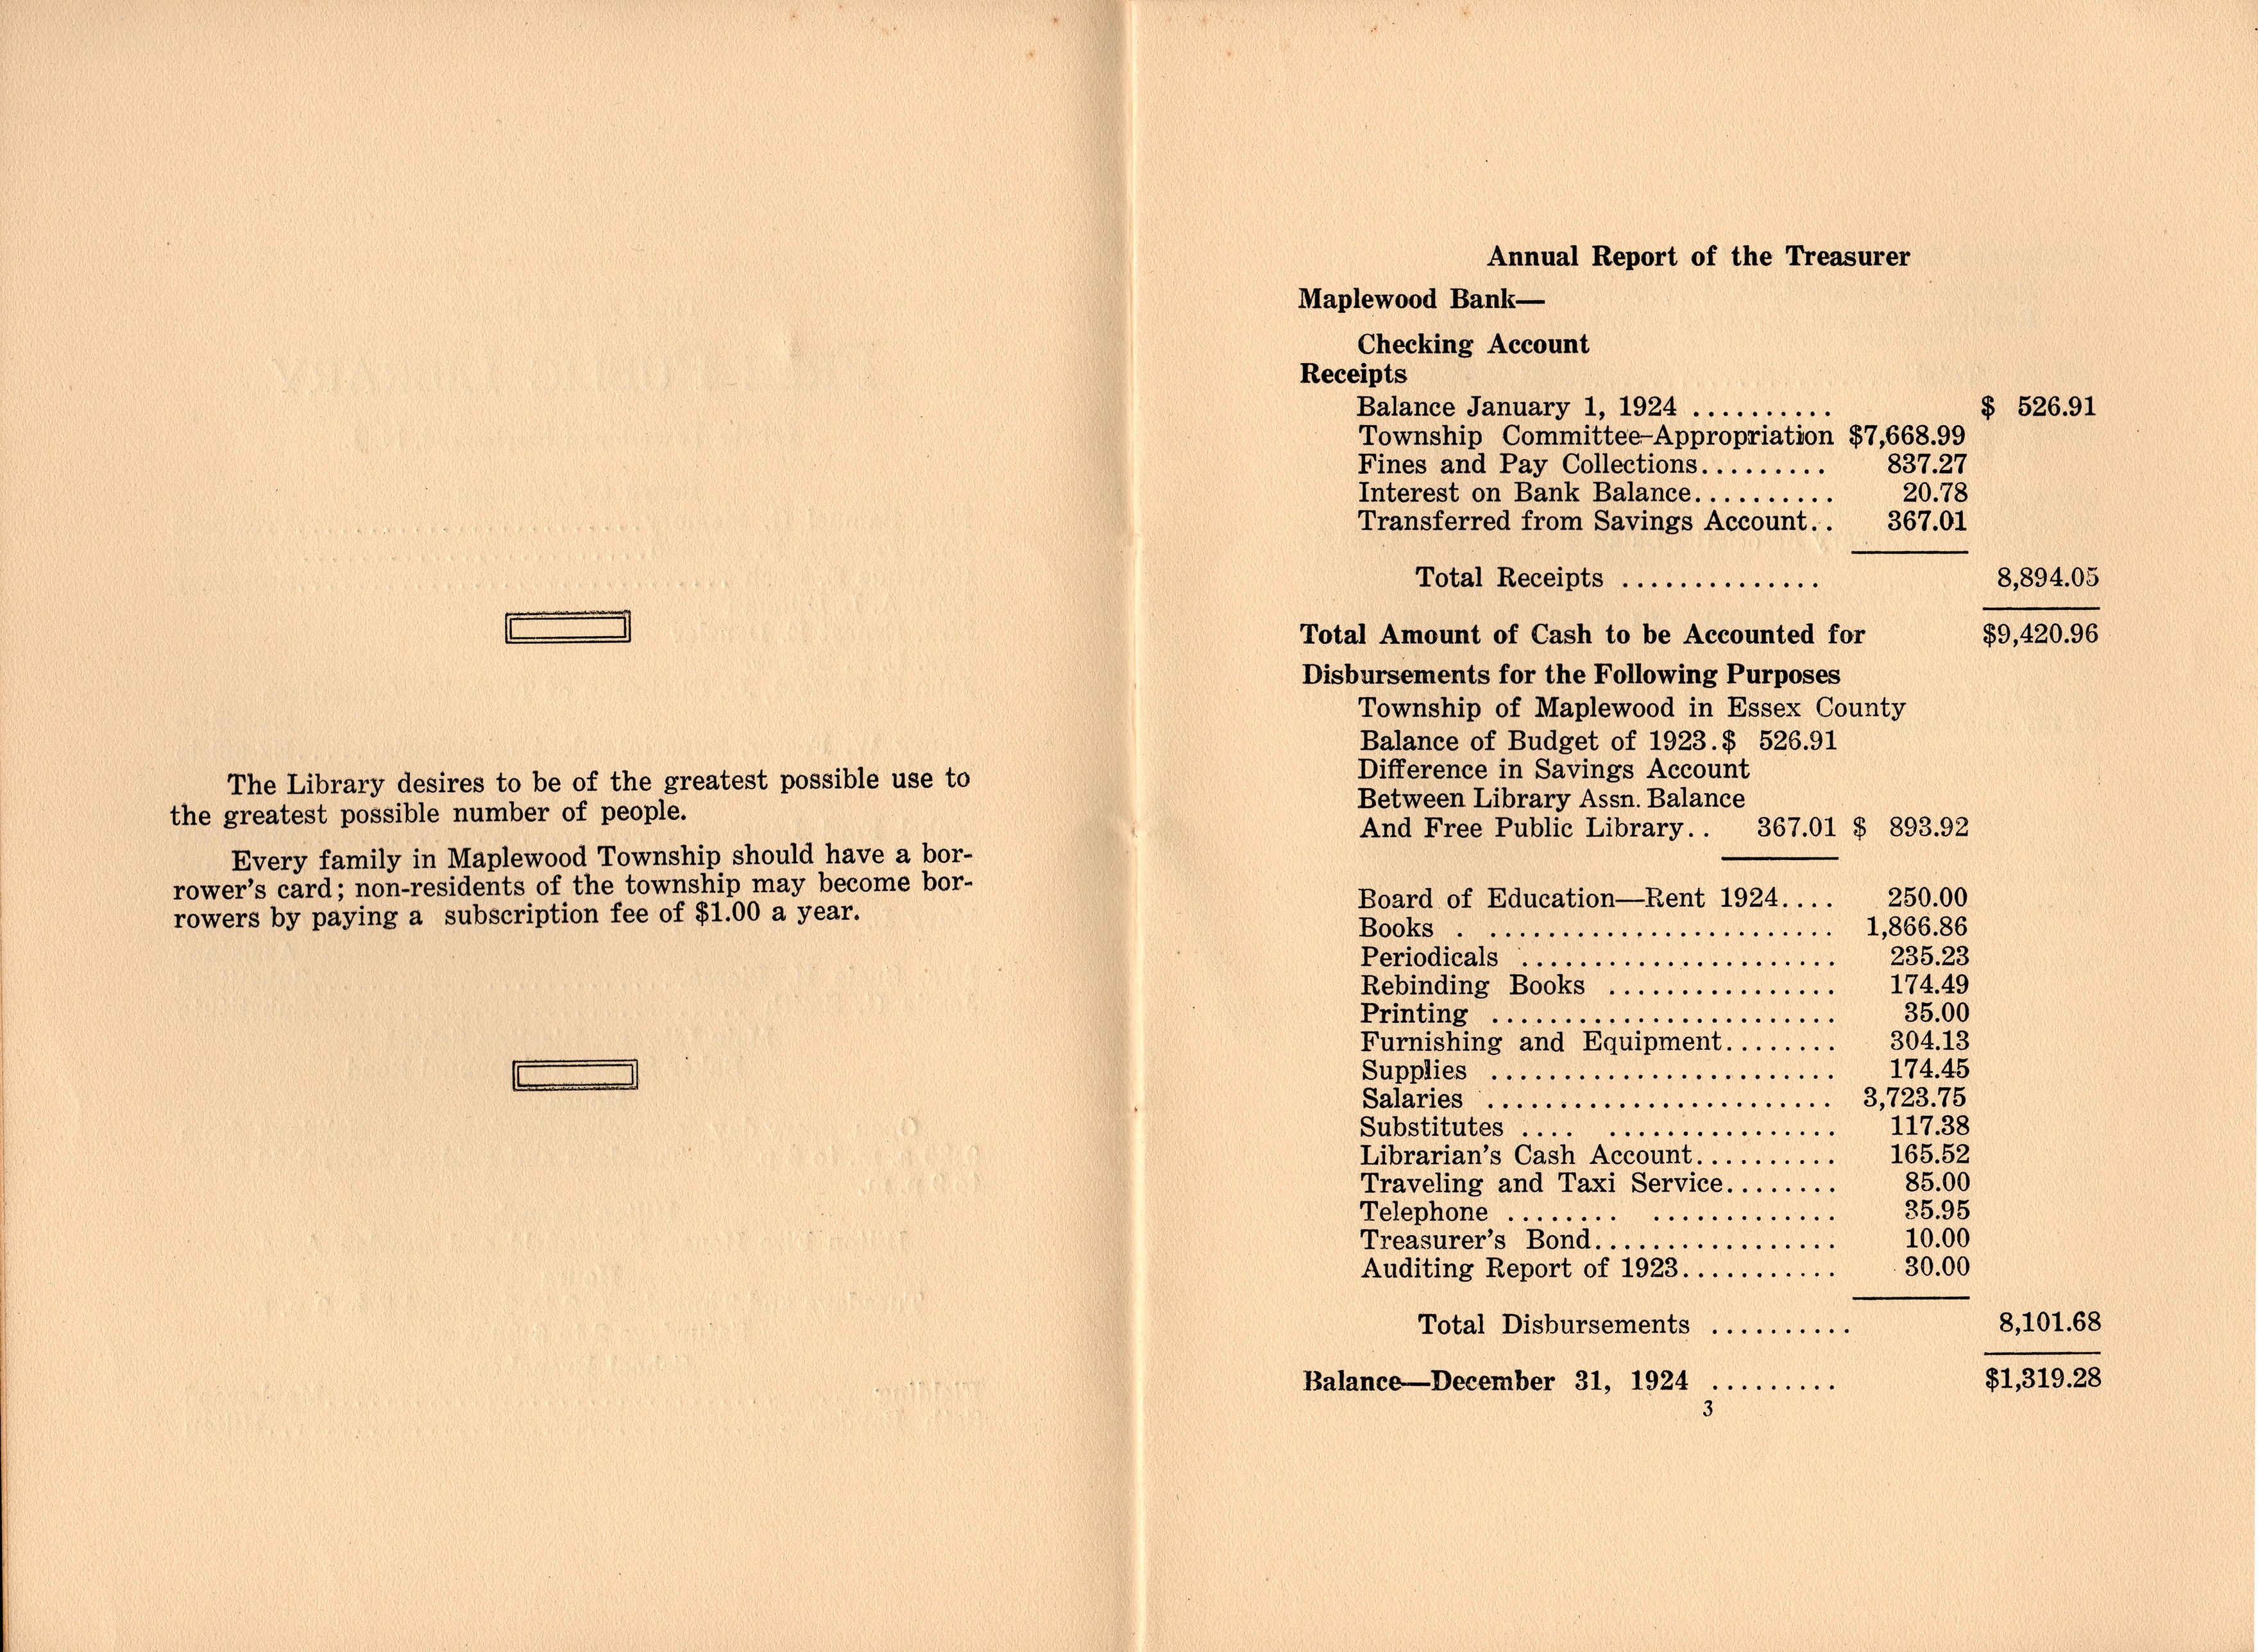 The Library desires to be of the greatest possible use to
the greatest possible number of people.
Every family in Maplewood Township should have a bor-
rower's card; non-residents of the township may become bor-
rowers by paying a subscription fee of $1.00 a year.
Annual Report of the Treasurer
Maplewood Bank—
Checking Account
Receipts
Balance January 1, 1924 .......... $ 526.91
Township Committee–Appropriation $7,668.99
Fines and Pay Collections......... 837.27
Interest on Bank Balance.......... 20.78
Transferred from Savings Account.. 367.01
Total Receipts .............. 8,894.05
Total Amount of Cash to be Accounted for $9,420.96
Disbursements for the Following Purposes
Township of Maplewood in Essex County
Balance of Budget of 1923.$ 526.91
Difference in Savings Account
Between Library Assn. Balance
And Free Public Library.. 367.01 $ 893.92
Board of Education—Rent 1924.... 250.00
Books . ........................ 1,866.86
Periodicals ...................... 235.23
Rebinding Books ................ 174.49
Printing ........................ 35.00
Furnishing and Equipment........ 304.13
Supplies ........................ 174.45
Salaries ........................ 3,723.75
Substitutes .... ................ 117.38
Librarian's Cash Account.......... 165.52
Traveling and Taxi Service........ 85.00
Telephone ........ ............. 35.95
Treasurer's Bond................. 10.00
Auditing Report of 1923........... 30.00
Total Disbursements .......... 8,101.68
Balance—December 31, 1924 ......... $1,319.28
3